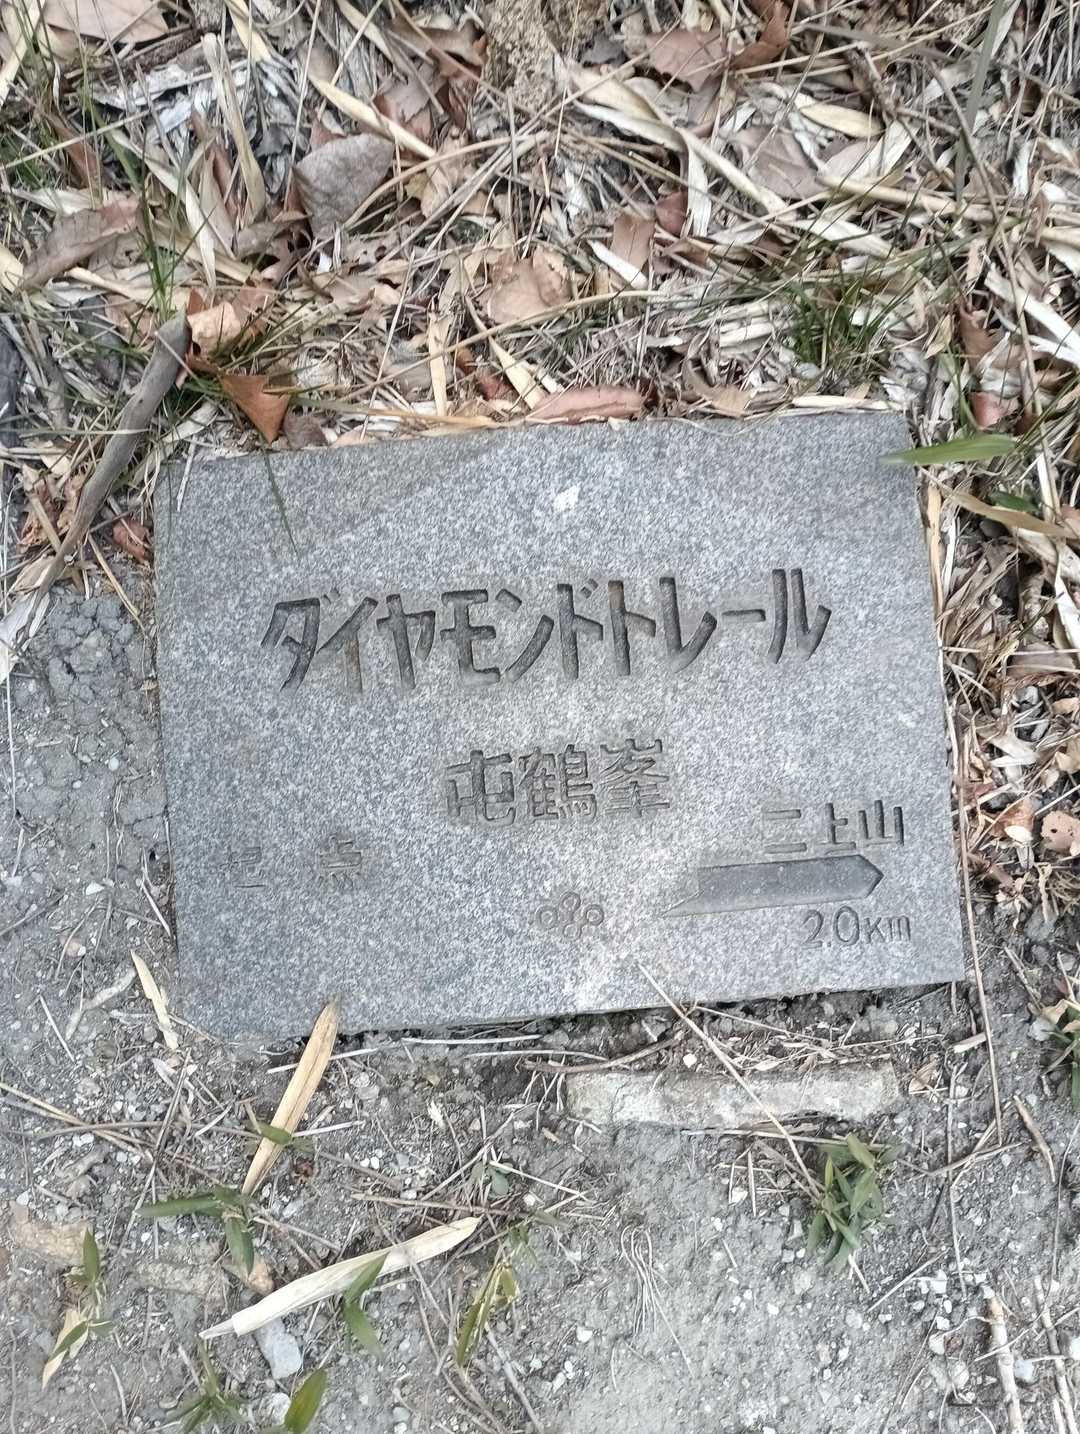 ダイヤモンドトレール
屯鶴峯
二上山
起点
2.0km